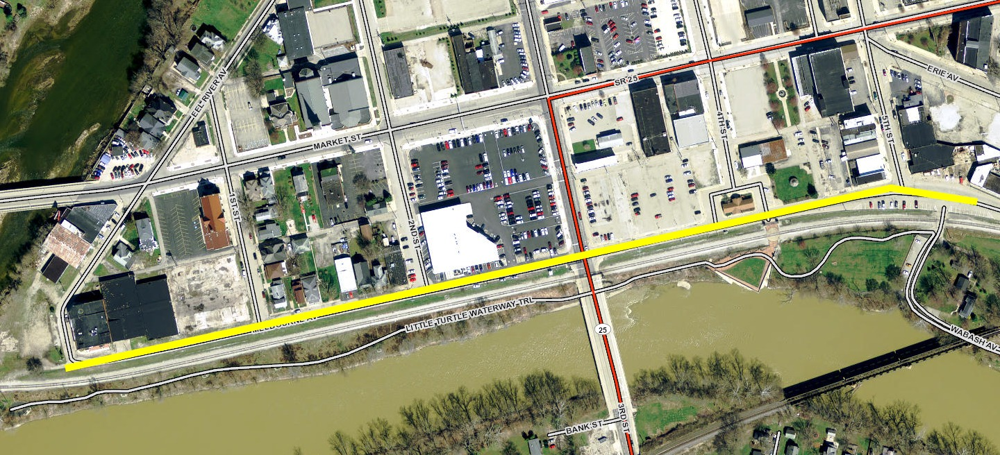 EEL RIVER AV
SR 25
ERIE AV
4TH ST
5TH ST
MARKET ST
1ST ST
2ND ST
MELBOURNE AV
LITTLE TURTLE WATERWAY TRL
25
WABASH AV
3RD ST
BANK ST